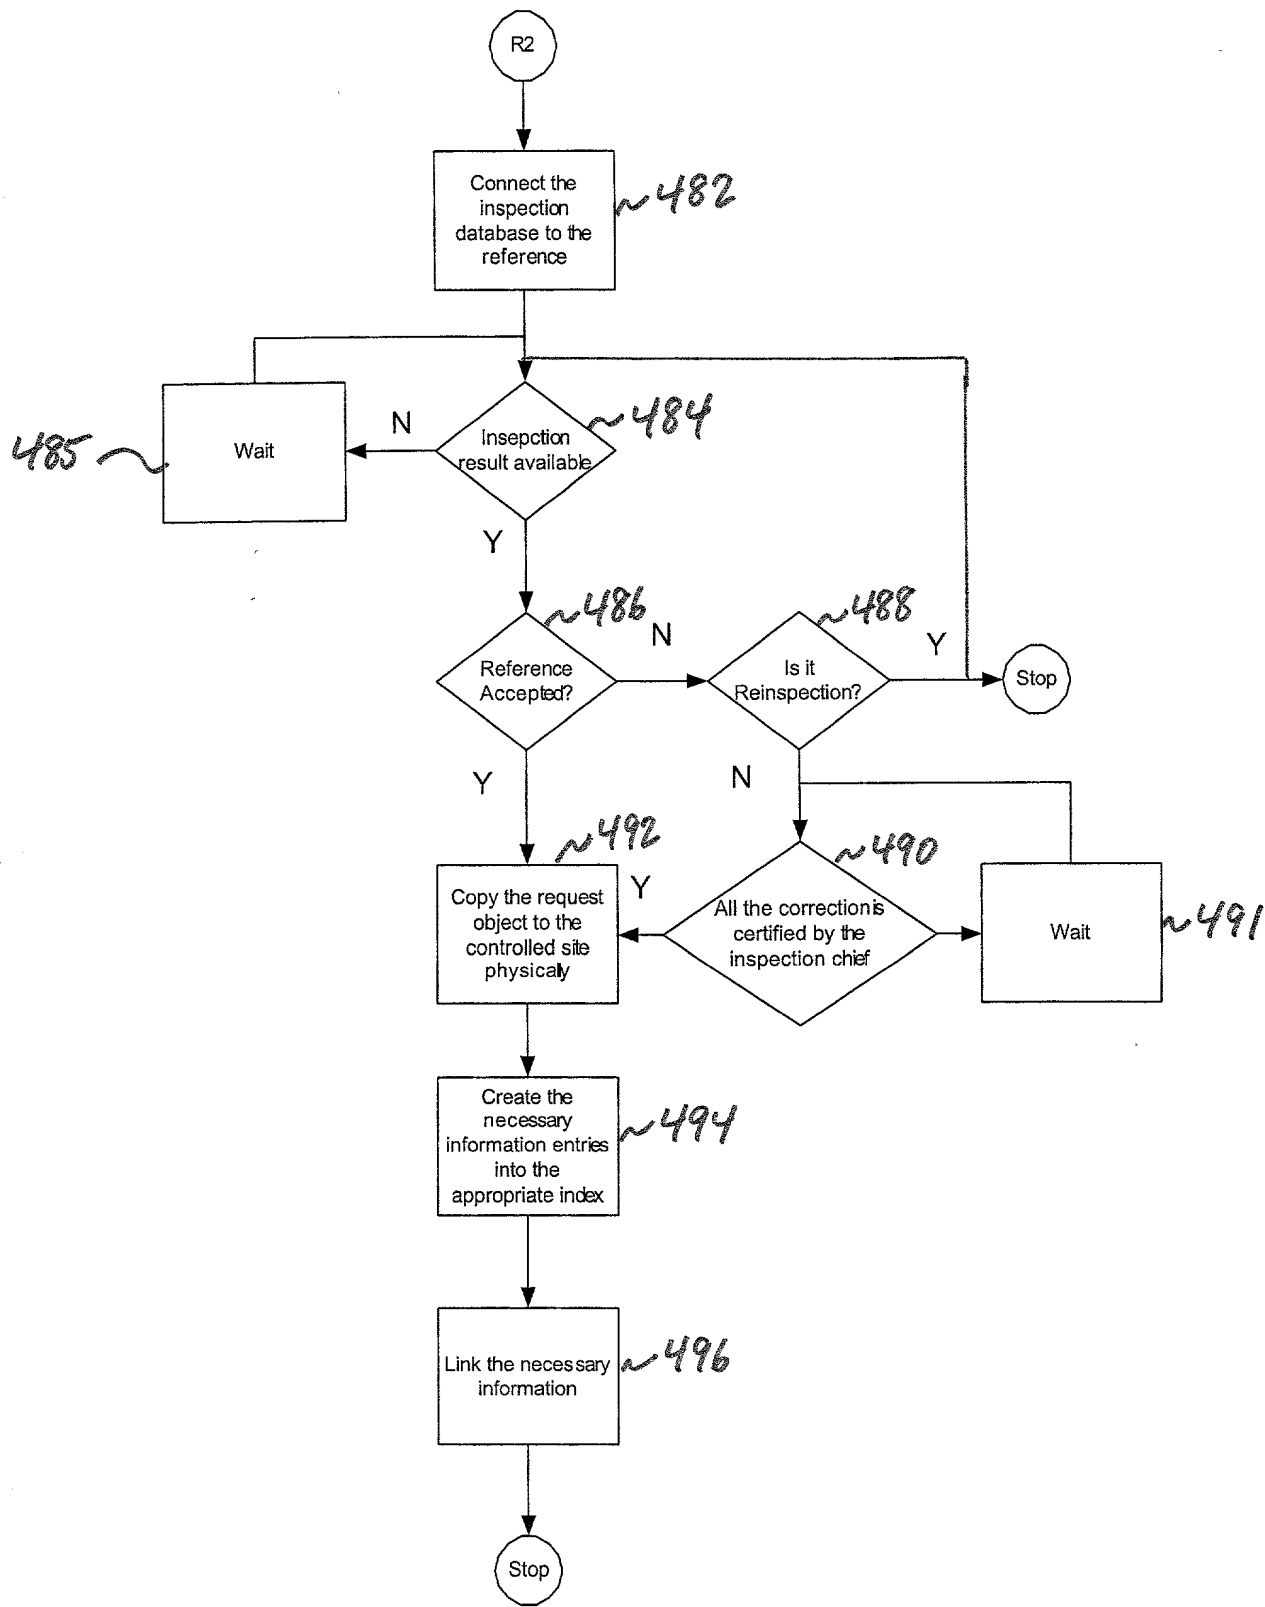 R2
Connect the
inspection
database to the
reference
~482
N
Insepction
result available
~484
485
Wait
Y
~486
N
Reference
Accepted?
~488
Is it
Reinspection?
Y
Stop
Y
N
~492
Copy the request
object to the
controlled site
physically
Y
~490
All the correction is
certified by the
inspection chief
Wait
~491
Create the
necessary
information entries
into the
appropriate index
~494
Link the necessary
information
~496
Stop